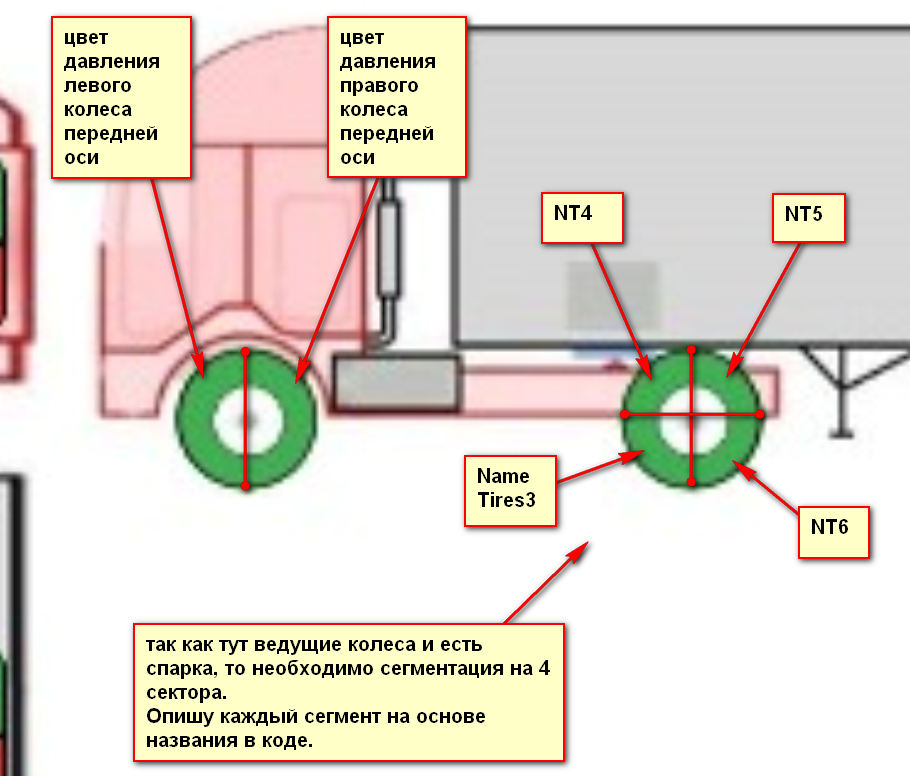 цвет
давления
левого
колеса
передней
оси
цвет
давления
правого
колеса
передней
оси
NT4
NT5
Name
Tires3
NT6
так как тут ведущие колеса и есть
спарка, то необходимо сегментация на 4
сектора.
Опишу каждый сегмент на основе
названия в коде.